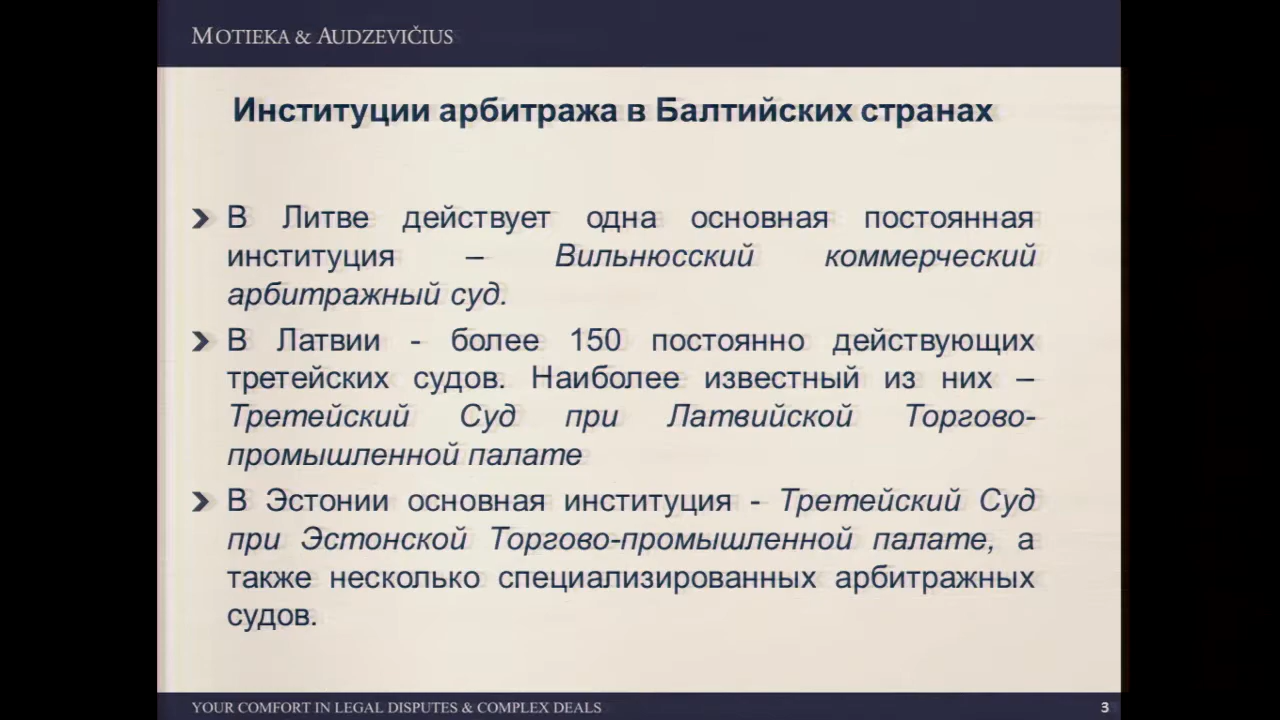 MOTIEKA & AUDZEVIČIUS
Институции арбитража в Балтийских странах
В Литве действует одна основная постоянная
институция – Вильнюсский коммерческий
арбитражный суд.
В Латвии - более 150 постоянно действующих
третейских судов. Наиболее известный из них –
Третейский Суд при Латвийской Торгово-
промышленной палате
В Эстонии основная институция - Третейский Суд
при Эстонской Торгово-промышленной палате, а
также несколько специализированных арбитражных
судов.
YOUR COMFORT IN LEGAL DISPUTES & COMPLEX DEALS
3